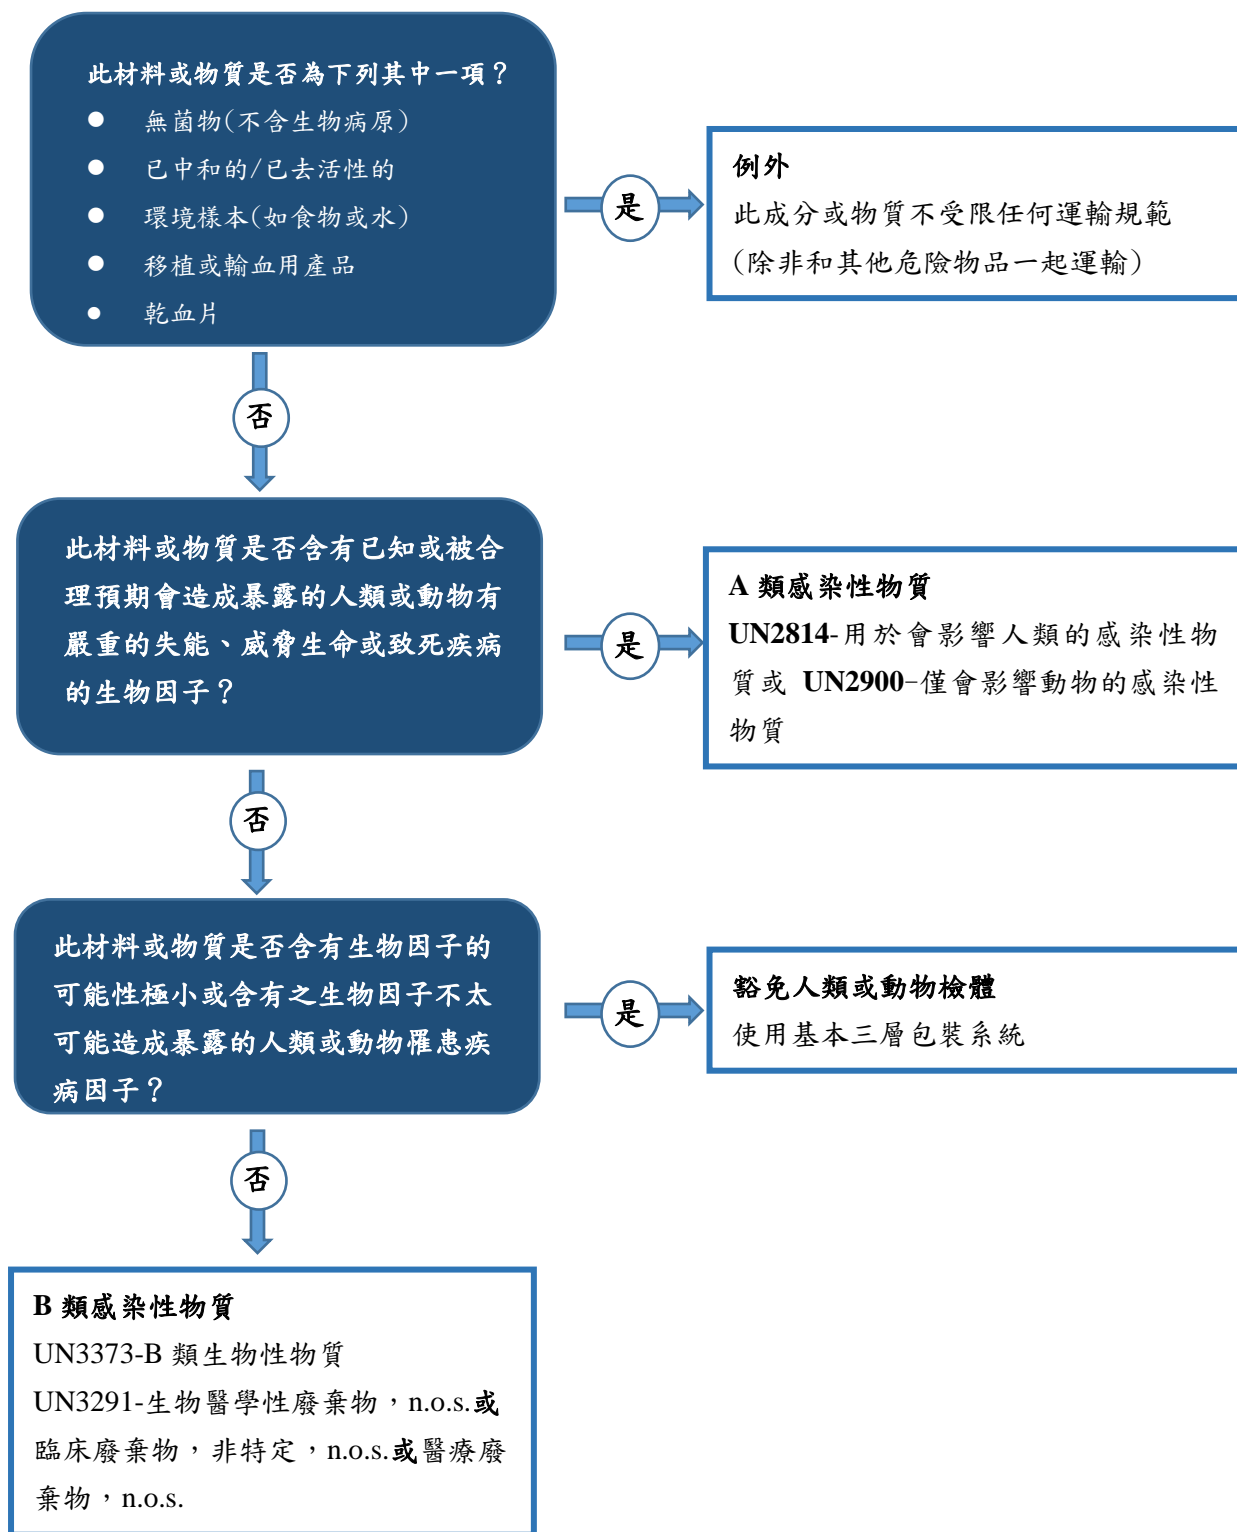 此材料或物質是否為下列其中一項？
● 無菌物(不含生物病原)
● 已中和的/已去活性的
● 環境樣本(如食物或水)
● 移植或輸血用產品
● 乾血片
是
例外
此成分或物質不受限任何運輸規範
(除非和其他危險物品一起運輸)
否
此材料或物質是否含有已知或被合
理預期會造成暴露的人類或動物有
嚴重的失能、威脅生命或致死疾病
的生物因子？
是
A 類感染性物質
UN2814-用於會影響人類的感染性物
質或 UN2900-僅會影響動物的感染性
物質
否
此材料或物質是否含有生物因子的
可能性極小或含有之生物因子不太
可能造成暴露的人類或動物罹患疾
病因子？
是
豁免人類或動物檢體
使用基本三層包裝系統
否
B 類感染性物質
UN3373-B 類生物性物質
UN3291-生物醫學性廢棄物，n.o.s.或
臨床廢棄物，非特定，n.o.s.或醫療廢
棄物，n.o.s.